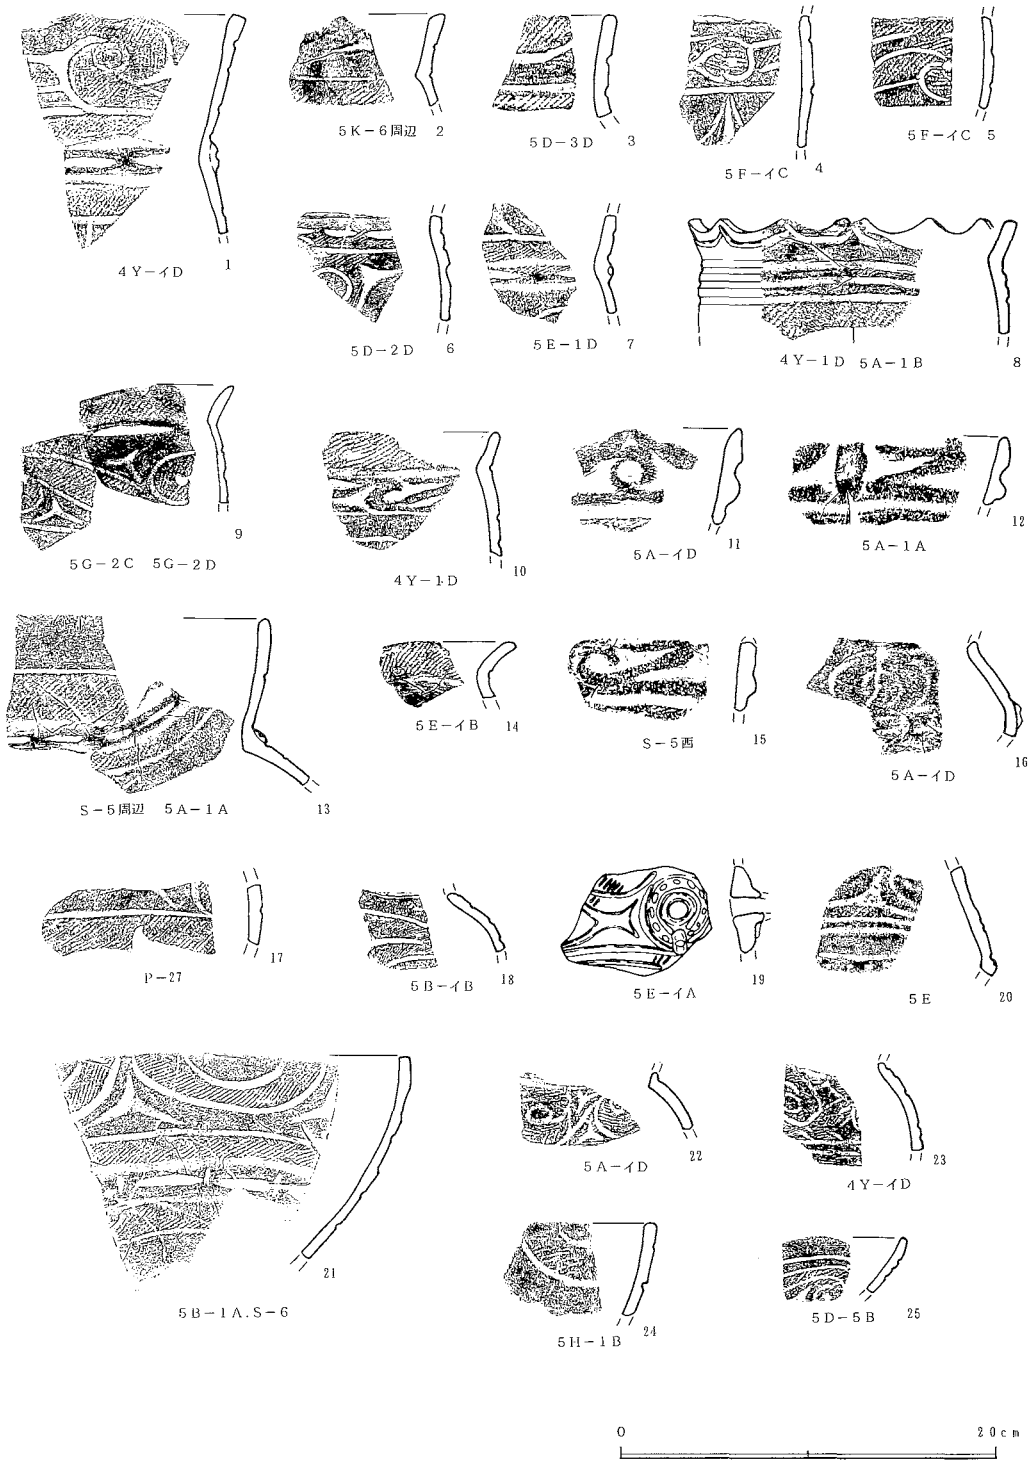 5K-6周辺 2
5D-3D 3
5F-イC 4
5F-イC 5
4Y-イD 1
5D-2D 6
5E-1D 7
4Y-1D 5A-1B 8
5G-2C 5G-2D 9
4Y-1D 10
5A-イD 11
5A-1A 12
S-5周辺 5A-1A 13
5E-イB 14
S-5西 15
5A-イD 16
P-27 17
5B-イB 18
5E-イA 19
5E 20
5B-1A.S-6 21
5A-イD 22
4Y-イD 23
5H-1B 24
5D-5B 25
0 20cm